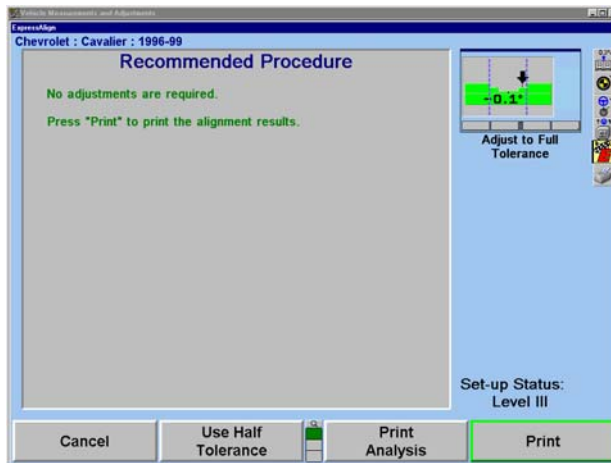 Vehicle Measurements and Adjustments
ExpressAlign
Chevrolet : Cavalier : 1996-99
Recommended Procedure
No adjustments are required.
Press "Print" to print the alignment results.
-0.1°
Adjust to Full
Tolerance
Set-up Status:
Level III
Cancel
Use Half
Tolerance
Print
Analysis
Print